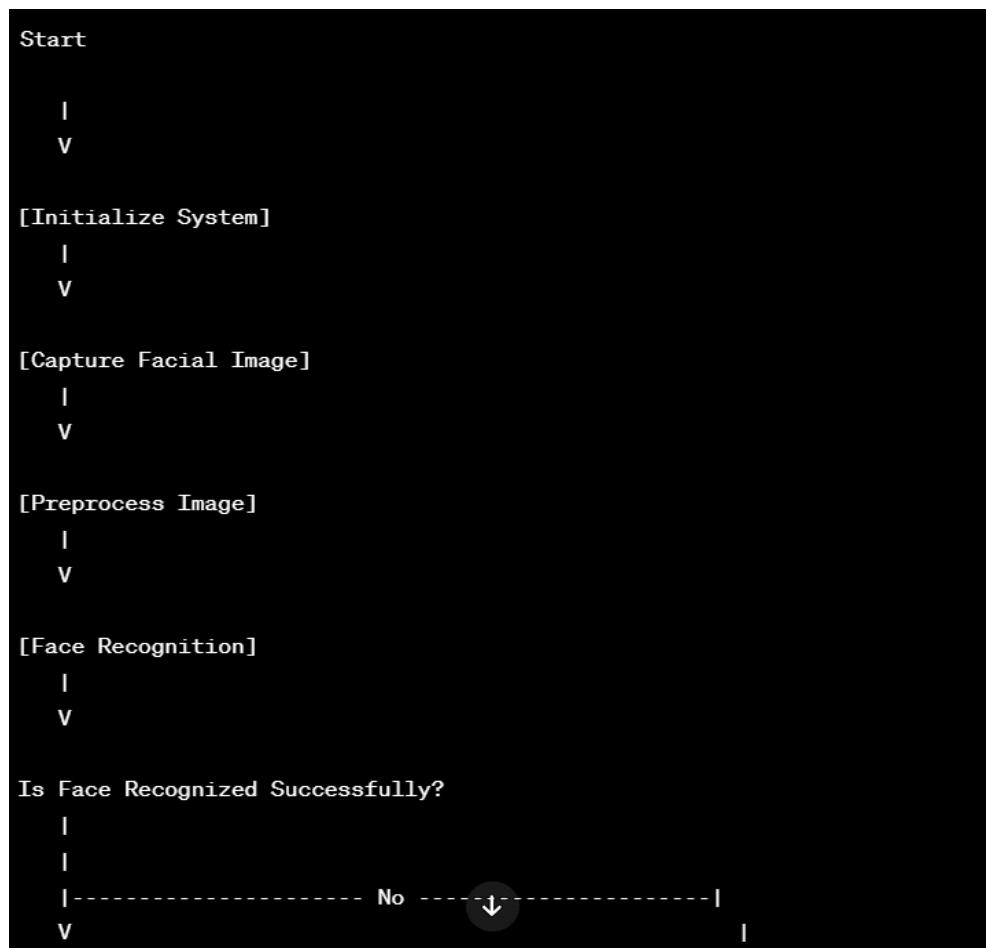 Start
|
V
[Initialize System]
|
V
[Capture Facial Image]
|
V
[Preprocess Image]
|
V
[Face Recognition]
|
V
Is Face Recognized Successfully?
|
|
|---------------------- No ----------------------|
V |